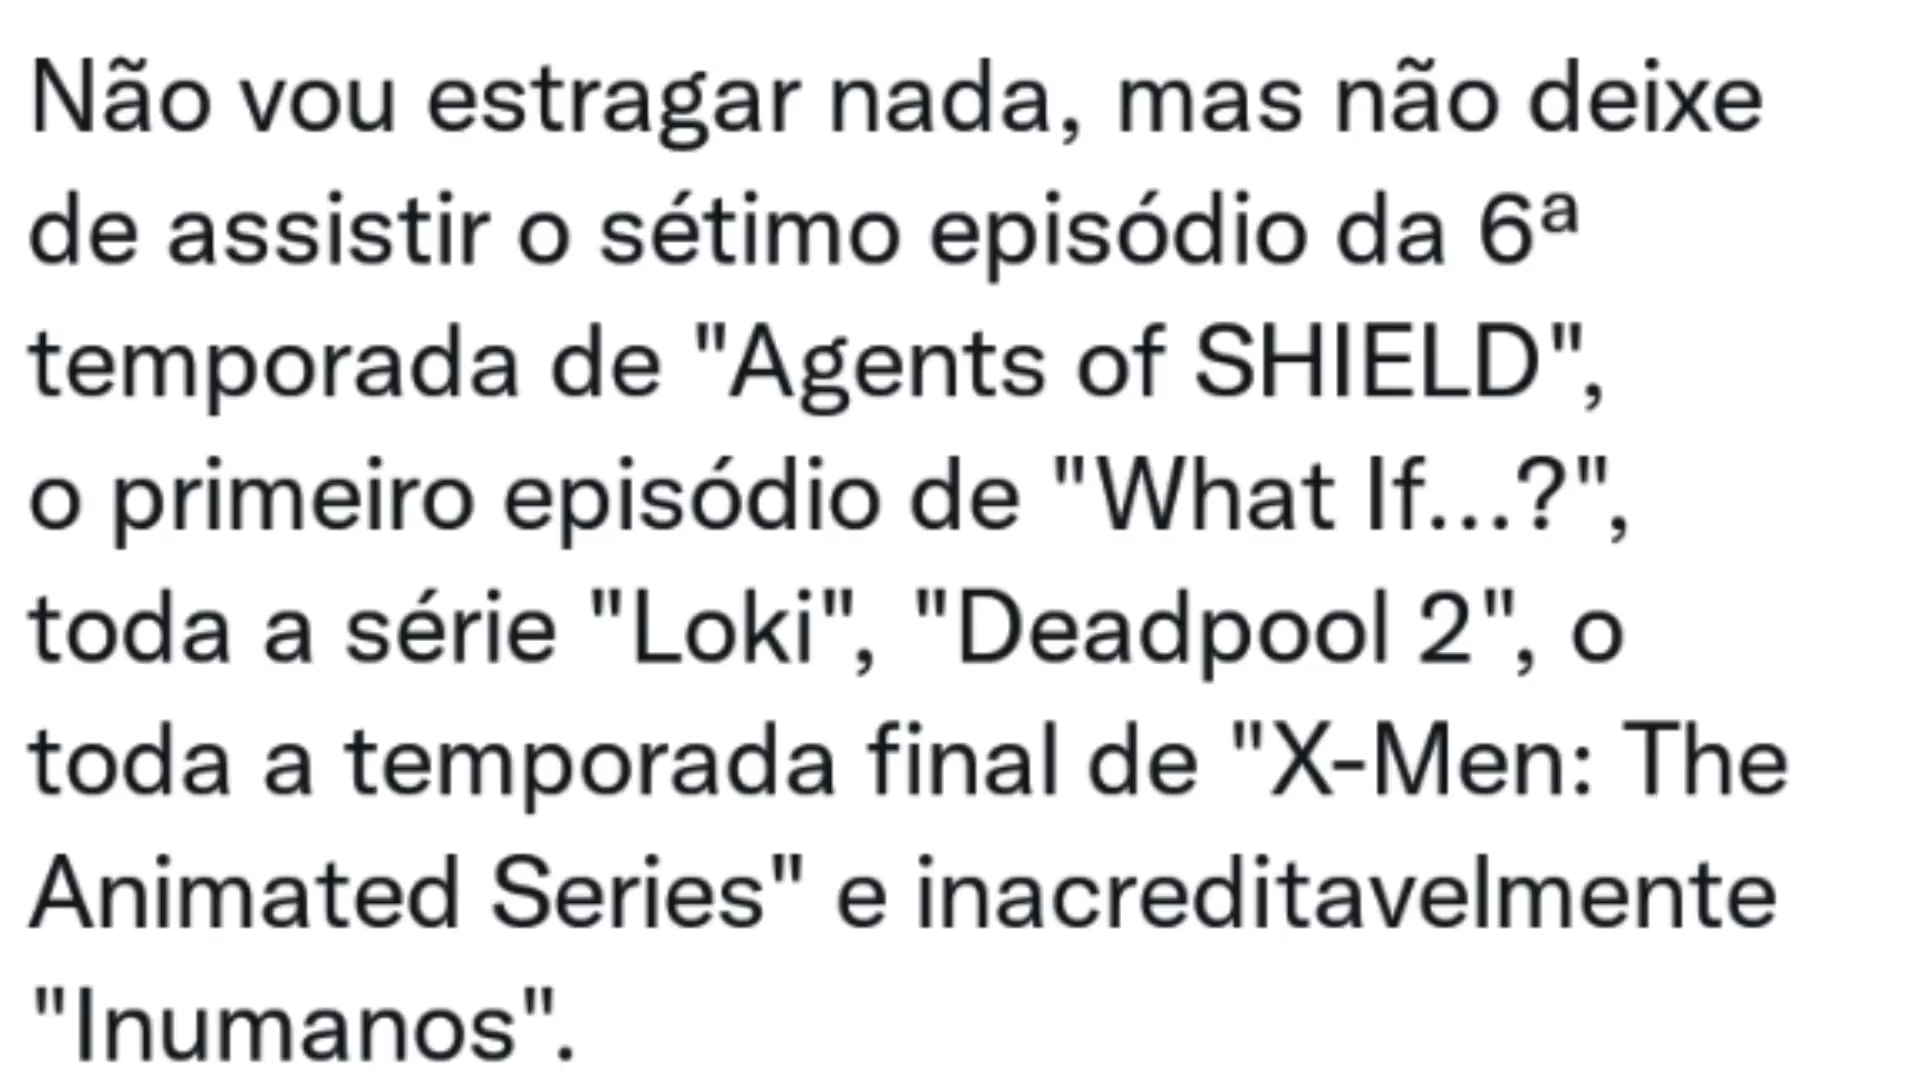 Não vou estragar nada, mas não deixe
de assistir o sétimo episódio da 6ª
temporada de "Agents of SHIELD",
o primeiro episódio de "What If...?",
toda a série "Loki", "Deadpool 2", o
toda a temporada final de "X-Men: The
Animated Series" e inacreditavelmente
"Inumanos".